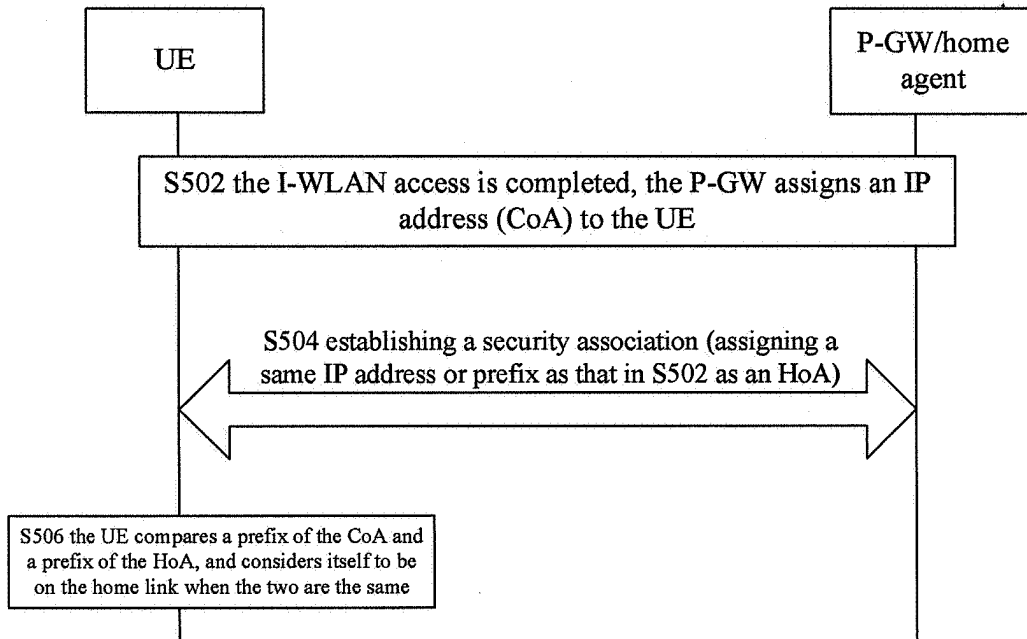 UE
P-GW/home
agent
S502 the I-WLAN access is completed, the P-GW assigns an IP
address (CoA) to the UE
S504 establishing a security association (assigning a
same IP address or prefix as that in S502 as an HoA)
S506 the UE compares a prefix of the CoA and
a prefix of the HoA, and considers itself to be
on the home link when the two are the same